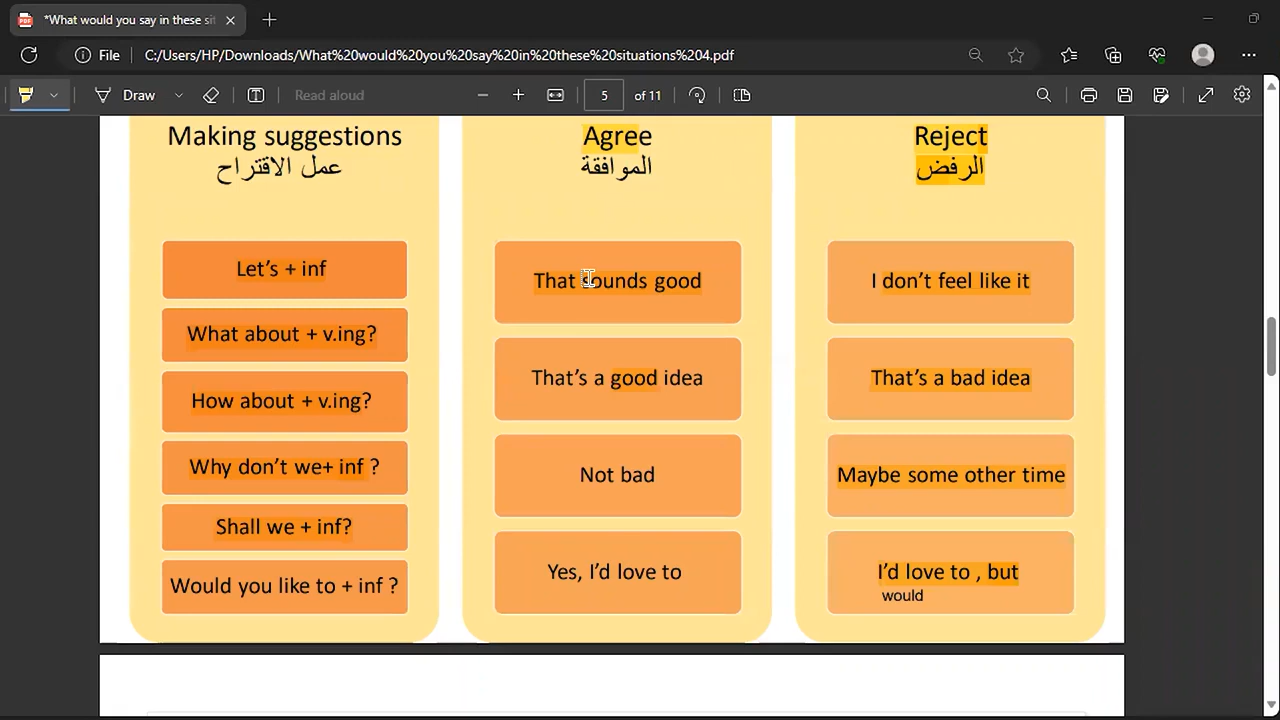 *What would you say in these sit
File
C:/Users/HP/Downloads/What%20would%20you%20say%20in%20these%20situations%204.pdf
Draw
Read aloud
5 of 11
Making suggestions
عمل الاقتراح
Let's + inf
What about + v.ing?
How about + v.ing?
Why don't we+ inf ?
Shall we + inf?
Would you like to + inf ?
Agree
الموافقة
That sounds good
That's a good idea
Not bad
Yes, I'd love to
Reject
الرفض
I don't feel like it
That's a bad idea
Maybe some other time
I'd love to , but
would